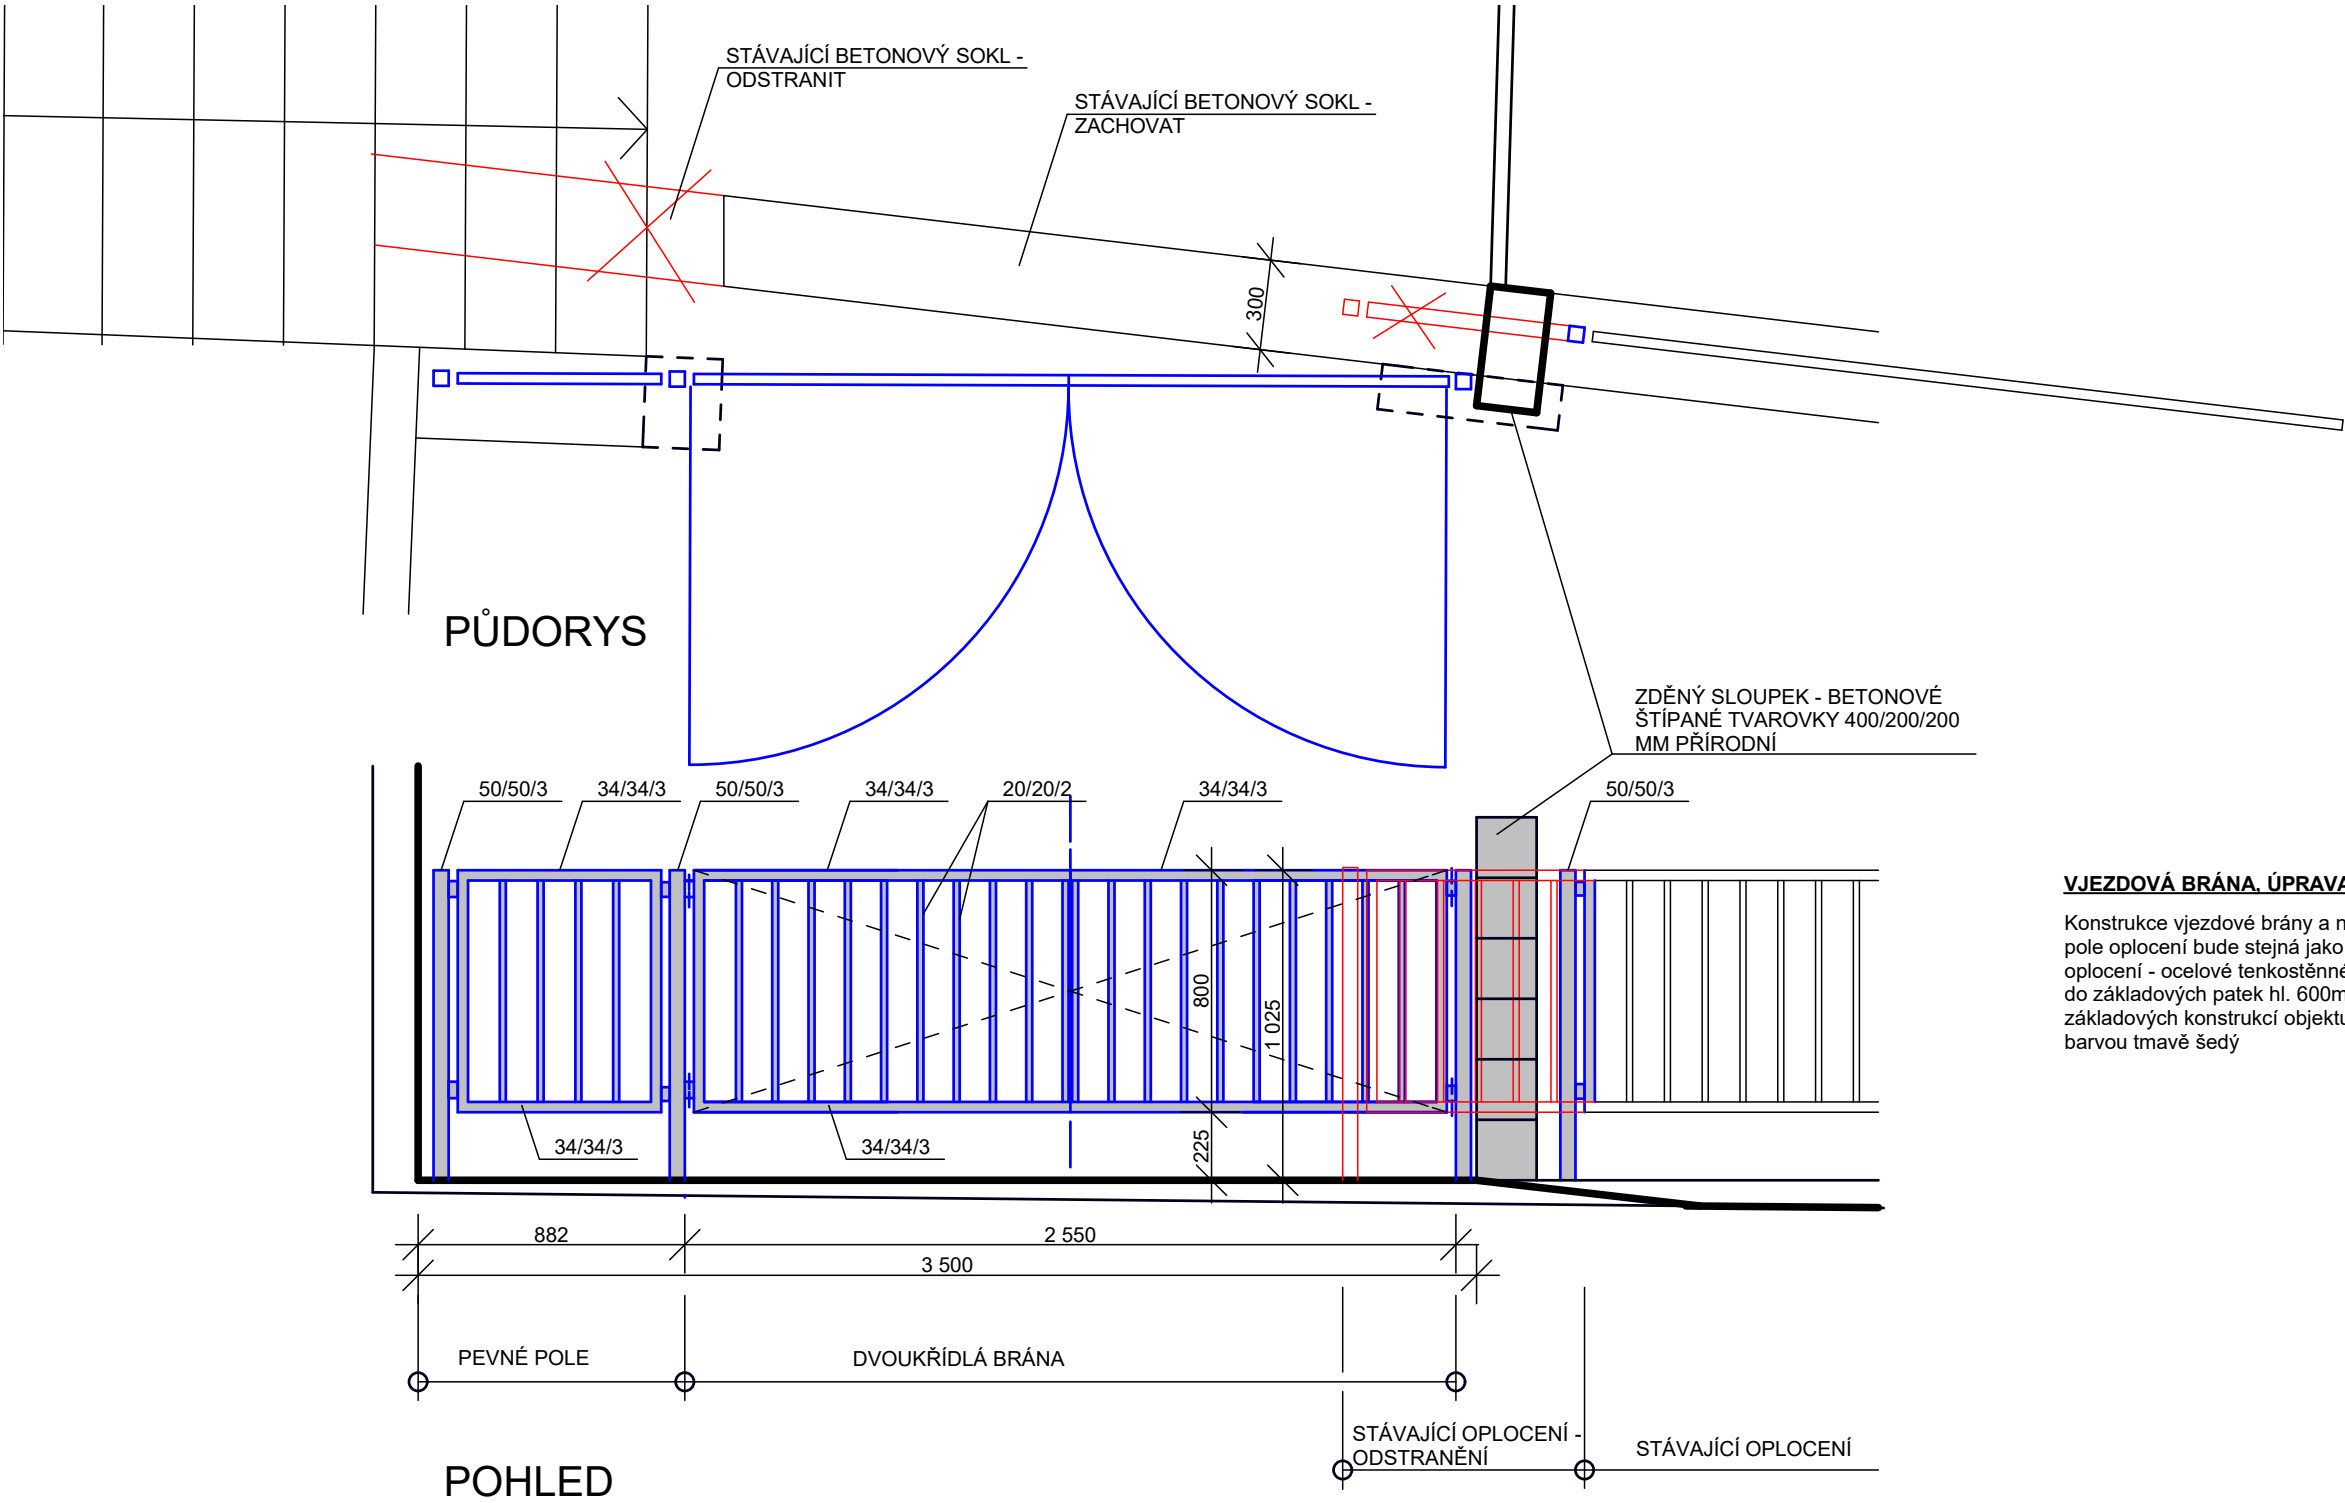 STÁVAJÍCÍ BETONOVÝ SOKL -
ODSTRANIT
STÁVAJÍCÍ BETONOVÝ SOKL -
ZACHOVAT
300
PŮDORYS
ZDĚNÝ SLOUPEK - BETONOVÉ
ŠTÍPANÉ TVAROVKY 400/200/200
MM PŘÍRODNÍ
50/50/3
34/34/3
50/50/3
34/34/3
20/20/2
34/34/3
50/50/3
VJEZDOVÁ BRÁNA, ÚPRAVA
Konstrukce vjezdové brány a n
pole oplocení bude stejná jako
oplocení - ocelové tenkostěnné
do základových patek hl. 600m
základových konstrukcí objektu
barvou tmavě šedý
800
1 025
225
34/34/3
34/34/3
882
2 550
3 500
PEVNÉ POLE
DVOUKŘÍDLÁ BRÁNA
STÁVAJÍCÍ OPLOCENÍ -
ODSTRANĚNÍ
STÁVAJÍCÍ OPLOCENÍ
POHLED